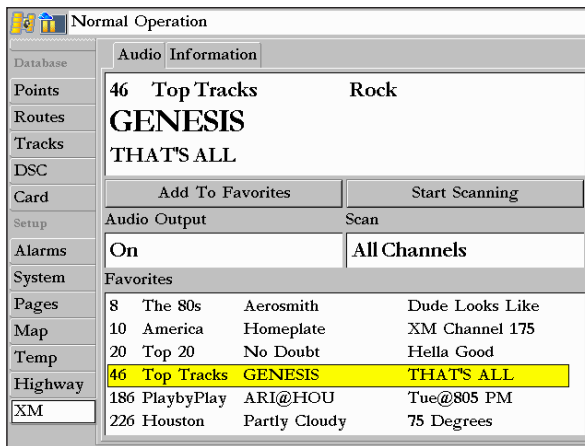 Normal Operation
Database
Points
Routes
Tracks
DSC
Card
Setup
Alarms
System
Pages
Map
Temp
Highway
XM
Audio Information
46 Top Tracks Rock
GENESIS
THAT'S ALL
Add To Favorites Start Scanning
Audio Output Scan
On All Channels
Favorites
8 The 80s Aerosmith Dude Looks Like
10 America Homeplate XM Channel 175
20 Top 20 No Doubt Hella Good
46 Top Tracks GENESIS THAT'S ALL
186 PlaybyPlay ARI@HOU Tue@805 PM
226 Houston Partly Cloudy 75 Degrees